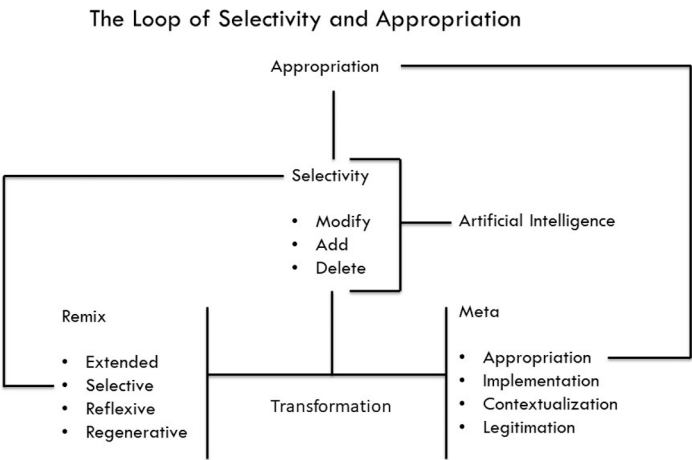 The Loop of Selectivity and Appropriation
Appropriation
Selectivity
• Modify
• Add
• Delete
Artificial Intelligence
Remix
• Extended
• Selective
• Reflexive
• Regenerative
Transformation
Meta
• Appropriation
• Implementation
• Contextualization
• Legitimation